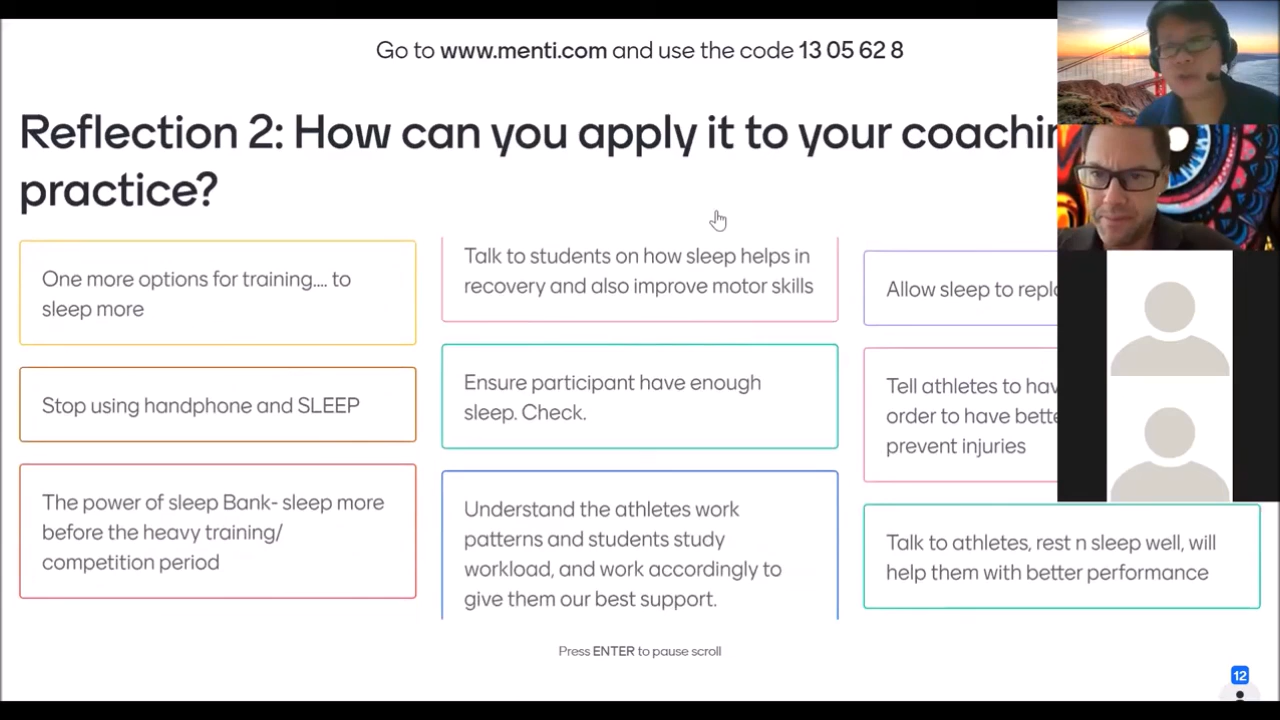 Go to www.menti.com and use the code 13 05 62 8
Reflection 2: How can you apply it to your
practice?
One more options for training.... to
sleep more
Stop using handphone and SLEEP
The power of sleep Bank- sleep more
before the heavy training/
competition period
Talk to students on how sleep helps in
recovery and also improve motor skills
Ensure participant have enough
sleep. Check.
Understand the athletes work
patterns and students study
workload, and work accordingly to
give them our best support.
Allow sleep to
Tell athletes to
order to have
prevent injuries
Talk to athletes, rest n sleep well, will
help them with better performance
Press ENTER to pause scroll
12